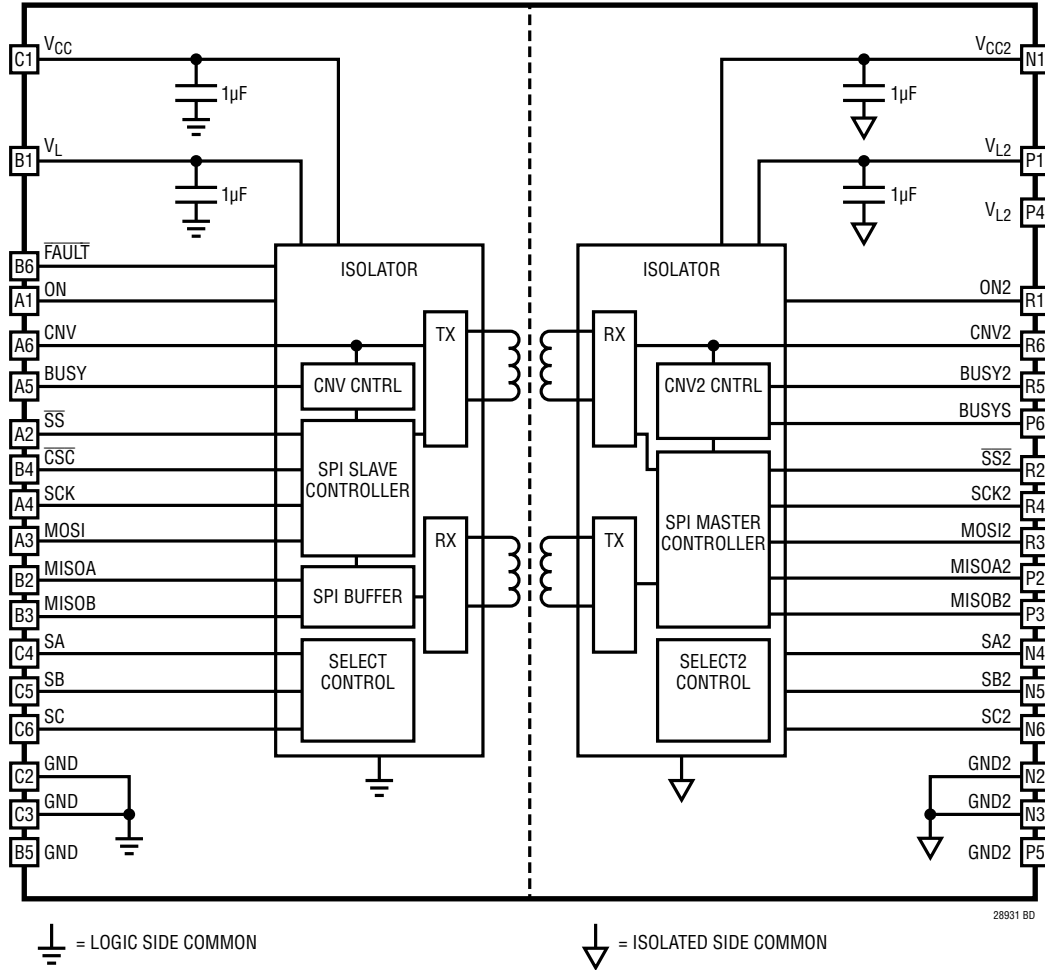 C1 VCC
1µF
B1 VL
1µF
B6 FAULT
A1 ON
A6 CNV
A5 BUSY
A2 SS
B4 CSC
A4 SCK
A3 MOSI
B2 MISOA
B3 MISOB
C4 SA
C5 SB
C6 SC
C2 GND
C3 GND
B5 GND
ISOLATOR
TX
CNV CNTRL
SPI SLAVE
CONTROLLER
RX
SPI BUFFER
SELECT
CONTROL
ISOLATOR
RX
CNV2 CNTRL
SPI MASTER
CONTROLLER
TX
SELECT2
CONTROL
VCC2 N1
1µF
VL2 P1
1µF
VL2 P4
ON2 R1
CNV2 R6
BUSY2 R5
BUSYS P6
SS2 R2
SCK2 R4
MOSI2 R3
MISOA2 P2
MISOB2 P3
SA2 N4
SB2 N5
SC2 N6
GND2 N2
GND2 N3
GND2 P5
28931 BD
= LOGIC SIDE COMMON
= ISOLATED SIDE COMMON